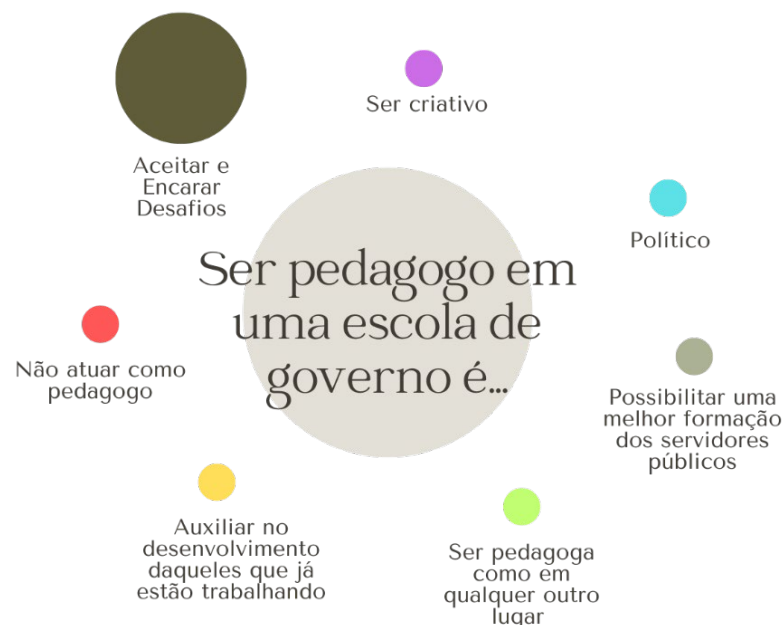 Ser criativo
Aceitar e
Encarar
Desafios
Político
Ser pedagogo em
uma escola de
governo é...
Não atuar como
pedagogo
Possibilitar uma
melhor formação
dos servidores
públicos
Auxiliar no
desenvolvimento
daqueles que já
estão trabalhando
Ser pedagoga
como em
qualquer outro
lugar